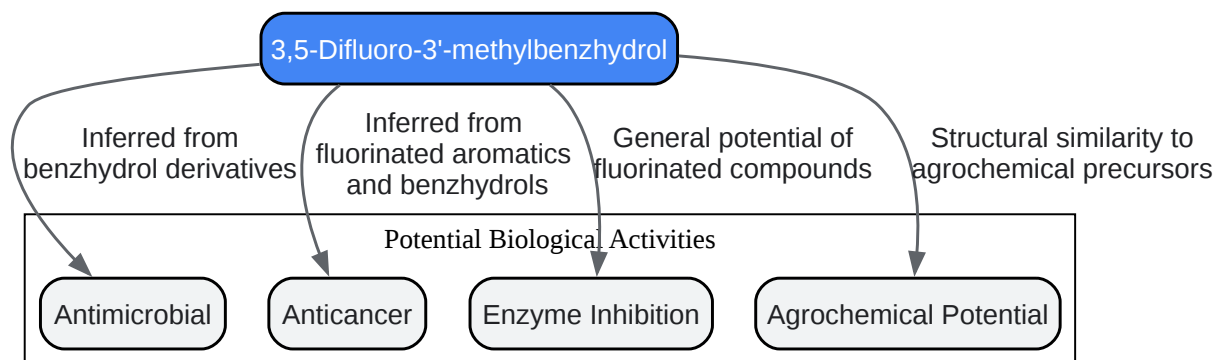 3,5-Difluoro-3'-methylbenzhydrol
Inferred from
benzhydrol derivatives
Inferred from
fluorinated aromatics
and benzhydrols
General potential of
fluorinated compounds
Structural similarity to
agrochemical precursors
Potential Biological Activities
Antimicrobial
Anticancer
Enzyme Inhibition
Agrochemical Potential